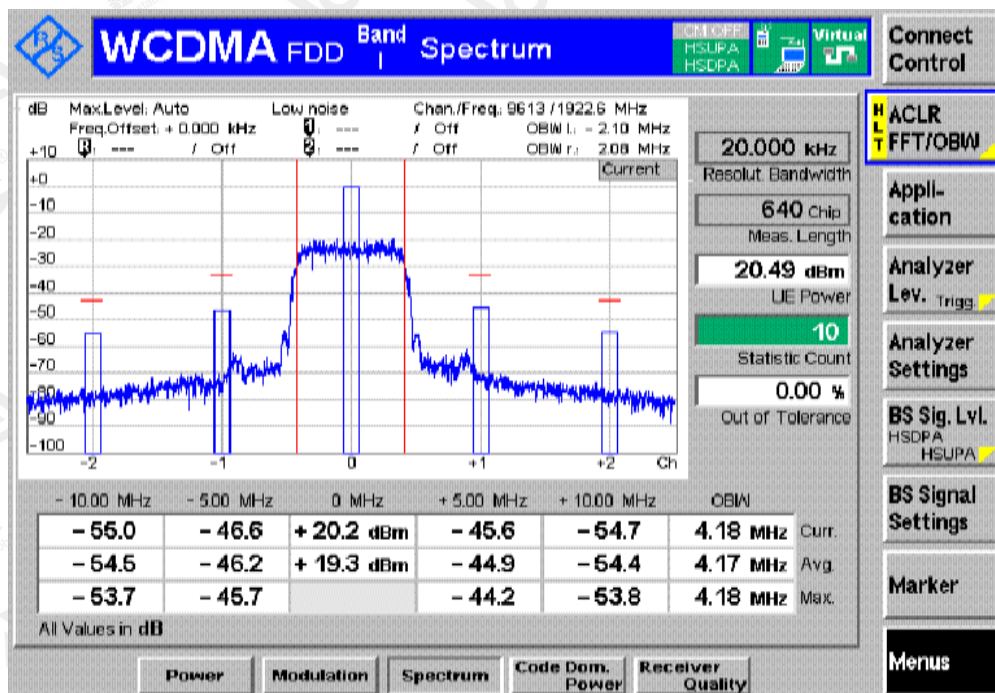 R&S
WCDMA FDD Band I Spectrum
CM OFF
HSUPA
HSDPA
Virtual
Connect Control
dB Max.Level: Auto Low noise Chan./Freq.: 9613 /1922.6 MHz
Freq.Offset: + 0.000 kHz 1: --- / Off OBW l.: - 2.10 MHz
R: --- / Off 2: --- / Off OBW r.: 2.08 MHz
Current
+10
+0
-10
-20
-30
-40
-50
-60
-70
-80
-90
-100
-2 -1 0 +1 +2 Ch
20.000 kHz
Resolut. Bandwidth
640 Chip
Meas. Length
20.49 dBm
UE Power
10
Statistic Count
0.00 %
Out of Tolerance
- 10.00 MHz - 5.00 MHz 0 MHz + 5.00 MHz + 10.00 MHz OBW
- 55.0 - 46.6 + 20.2 dBm - 45.6 - 54.7 4.18 MHz Curr.
- 54.5 - 46.2 + 19.3 dBm - 44.9 - 54.4 4.17 MHz Avg.
- 53.7 - 45.7 - 44.2 - 53.8 4.18 MHz Max.
All Values in dB
Power Modulation Spectrum Code Dom. Power Receiver Quality
HLT
ACLR
FFT/OBW
Appli-
cation
Analyzer
Lev. Trigg.
Analyzer
Settings
BS Sig. Lvl.
HSDPA
HSUPA
BS Signal
Settings
Marker
Menus